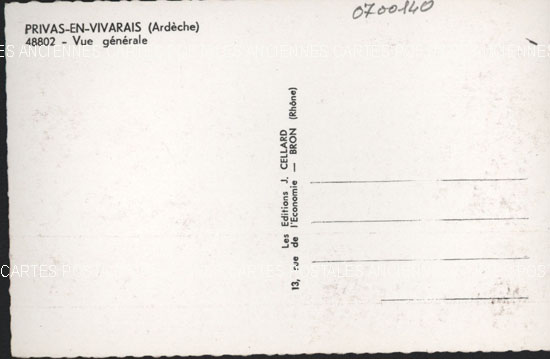 PRIVAS-EN-VIVARAIS (Ardèche)
48802 - Vue générale
0700140
Les Editions J. CELLARD
13, rue de l'Economie — BRON (Rhône)